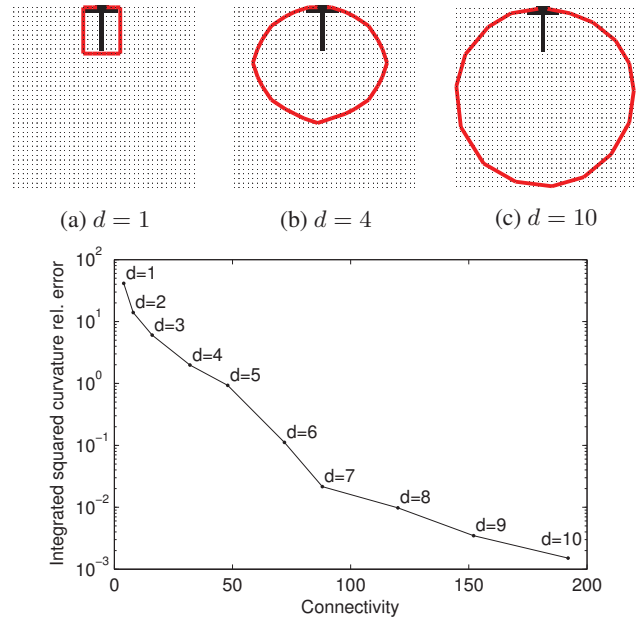 (a) d = 1
(b) d = 4
(c) d = 10
10^2
10^1
10^0
10^-1
10^-2
10^-3
Integrated squared curvature rel. error
d=1
d=2
d=3
d=4
d=5
d=6
d=7
d=8
d=9
d=10
0 50 100 150 200
Connectivity